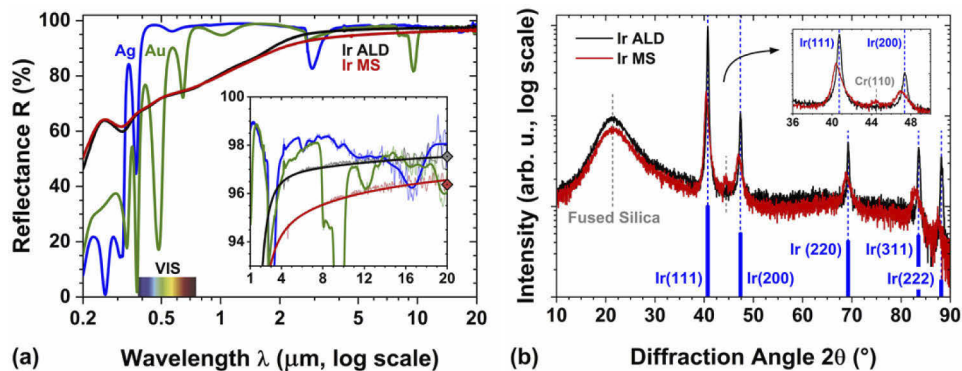 Reflectance R (%)
100
80
60
40
20
0
Ag
Au
Ir ALD
Ir MS
98
96
94
1 4 8 12 16 20
VIS
0.2 0.5 1 2 5 10 20
(a) Wavelength λ (μm, log scale)
Intensity (arb. u., log scale)
Ir ALD
Ir MS
Ir(111) Ir(200)
Cr(110)
36 40 44 48
Fused Silica
Ir(111)
Ir(200)
Ir (220)
Ir(311)
Ir(222)
10 20 30 40 50 60 70 80 90
(b) Diffraction Angle 2θ (°)